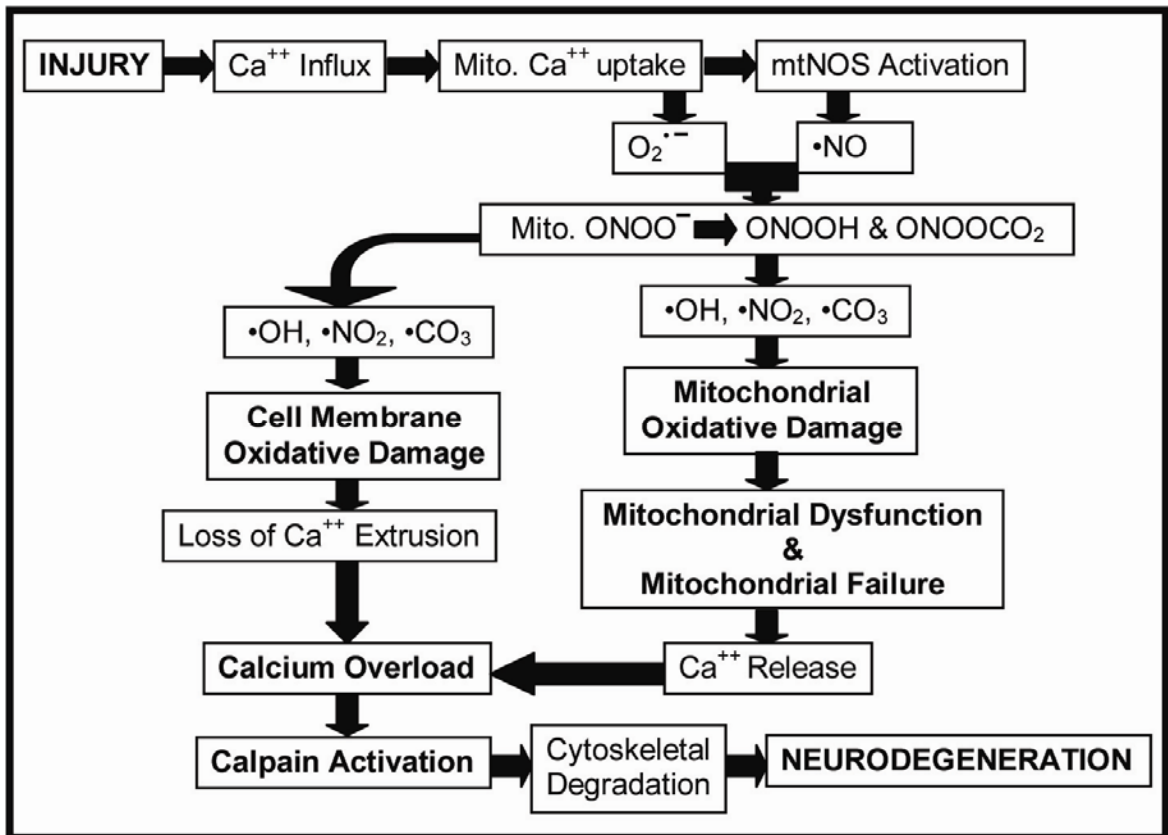 INJURY
Ca++ Influx
Mito. Ca++ uptake
mtNOS Activation
O2•−
•NO
Mito. ONOO− ONOOH & ONOOCO2
•OH, •NO2, •CO3
•OH, •NO2, •CO3
Cell Membrane
Oxidative Damage
Mitochondrial
Oxidative Damage
Loss of Ca++ Extrusion
Mitochondrial Dysfunction
&
Mitochondrial Failure
Calcium Overload
Ca++ Release
Calpain Activation
Cytoskeletal
Degradation
NEURODEGENERATION